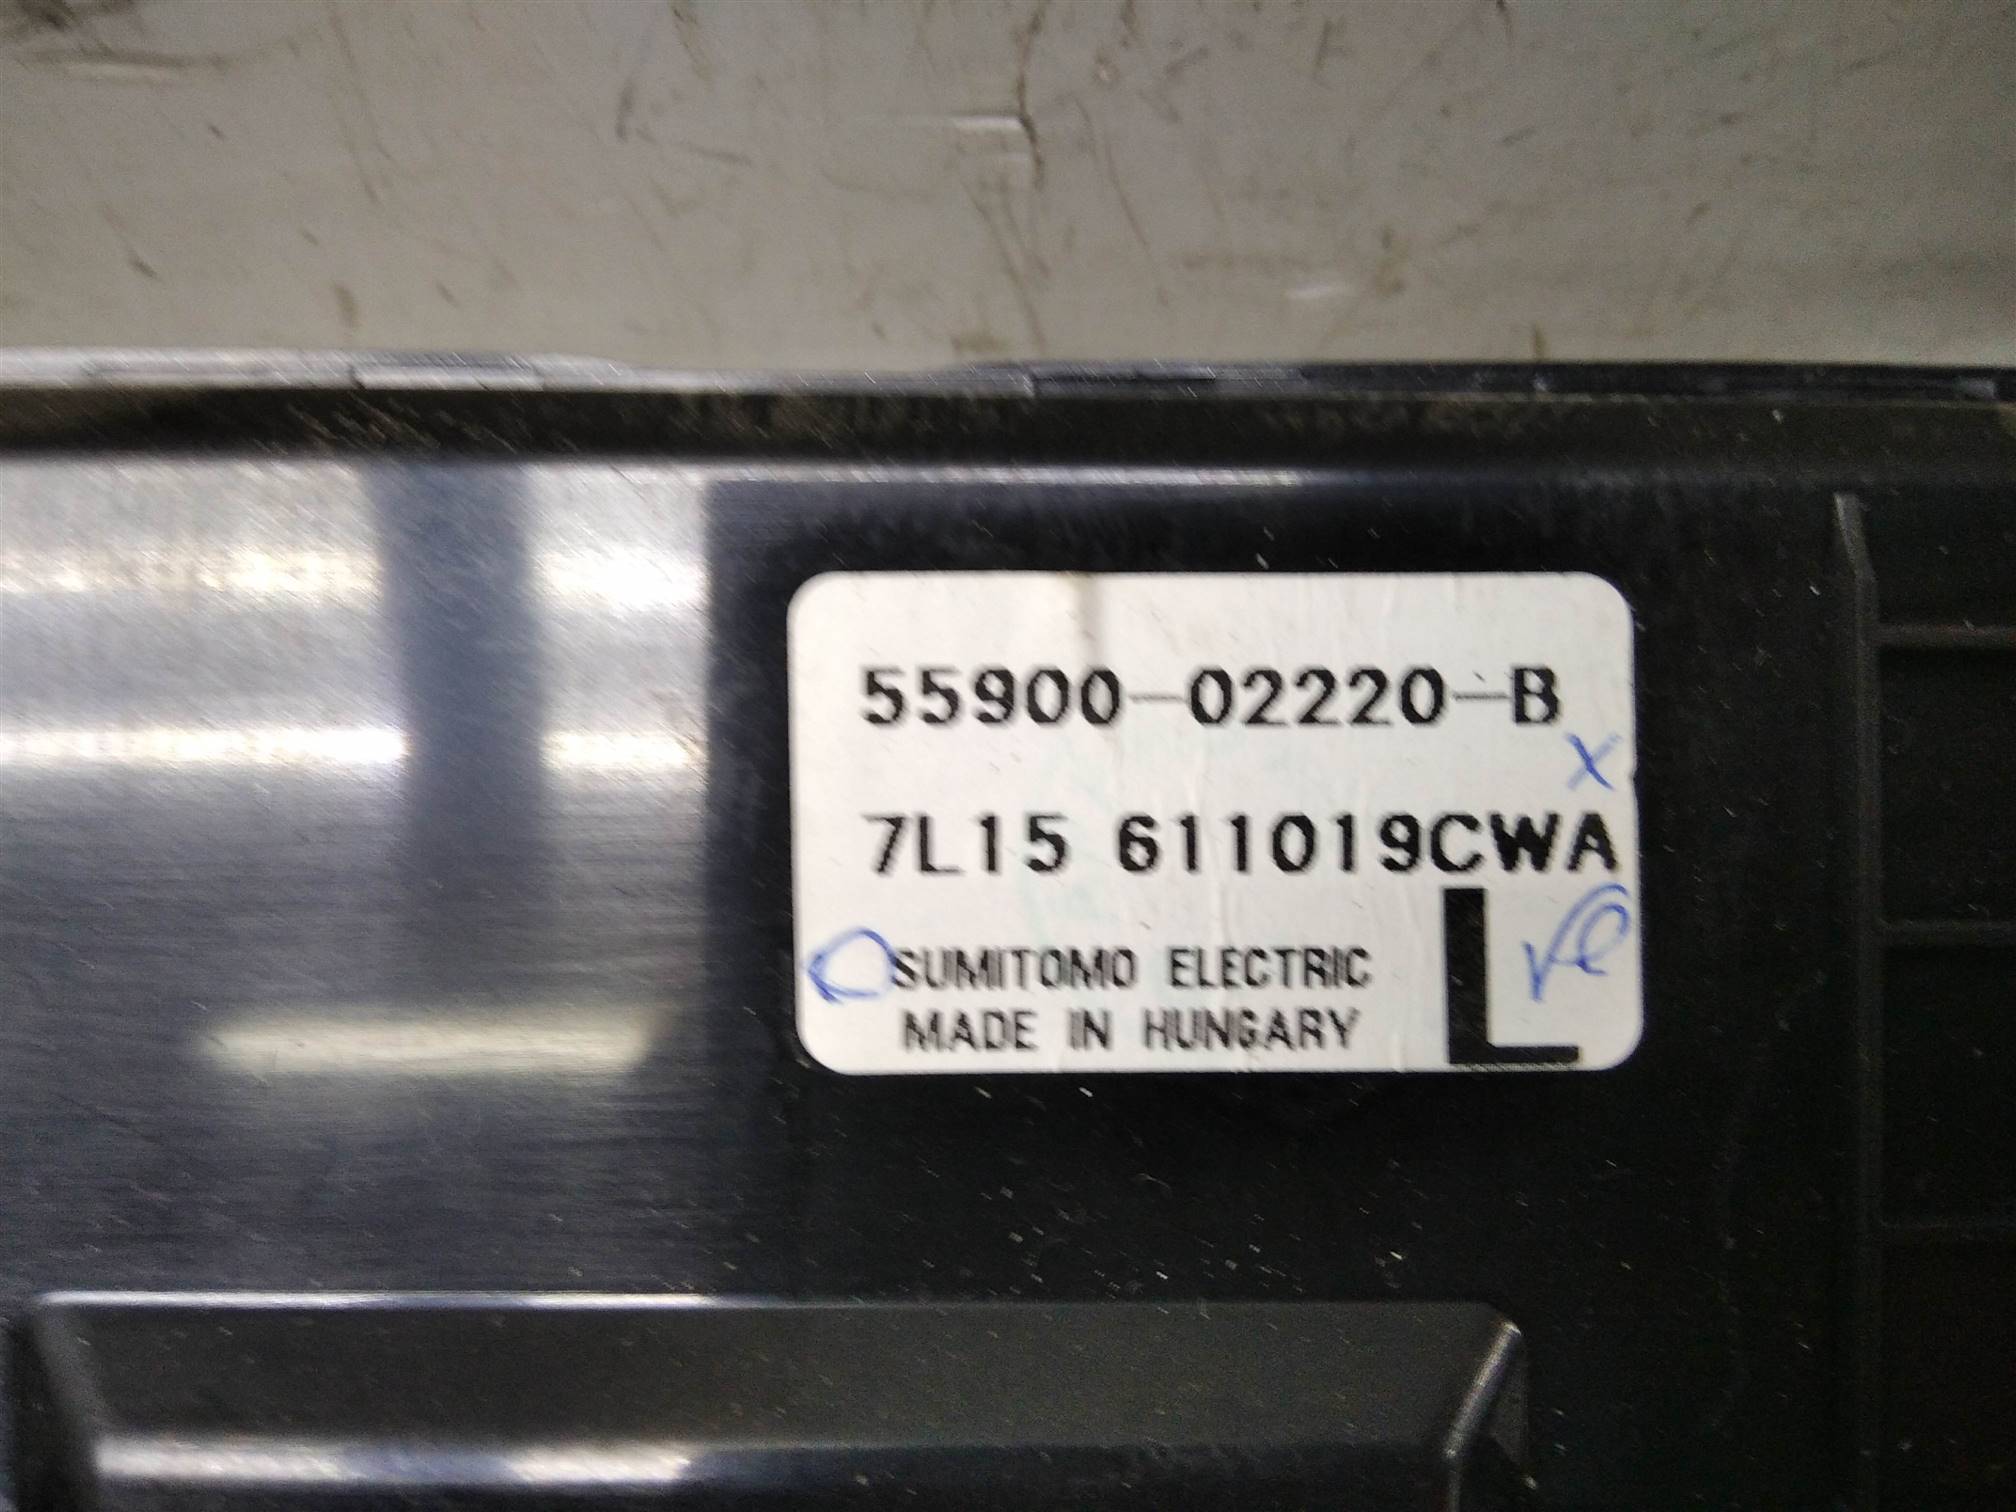 55900-02220-B
7L15 611019CWA
SUMITOMO ELECTRIC
MADE IN HUNGARY
L